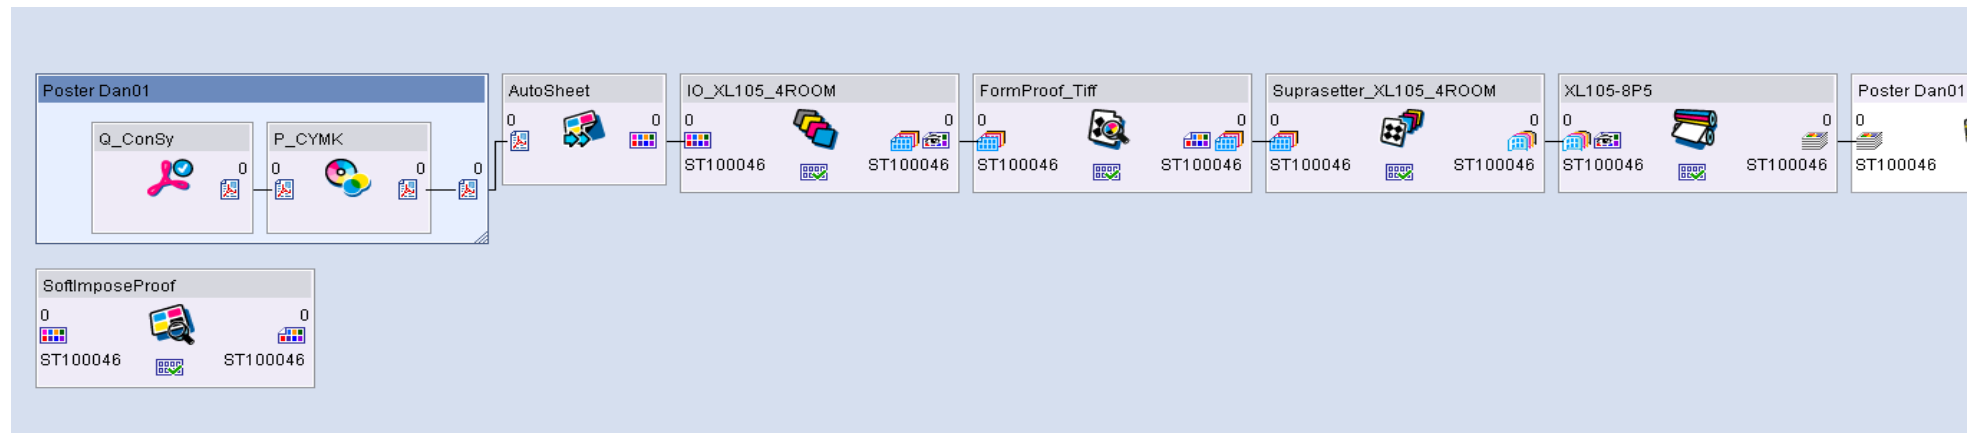 Poster Dan01
AutoSheet
IO_XL105_4ROOM
FormProof_Tiff
Suprasetter_XL105_4ROOM
XL105-8P5
Poster Dan01
Q_ConSy
P_CYMK
0 0 0 0 0 0 0 0 0 0 0 0
0 0 0 0
ST100046 ST100046 ST100046 ST100046 ST100046 ST100046 ST100046 ST100046 ST100046
SoftImposeProof
0 0
ST100046 ST100046